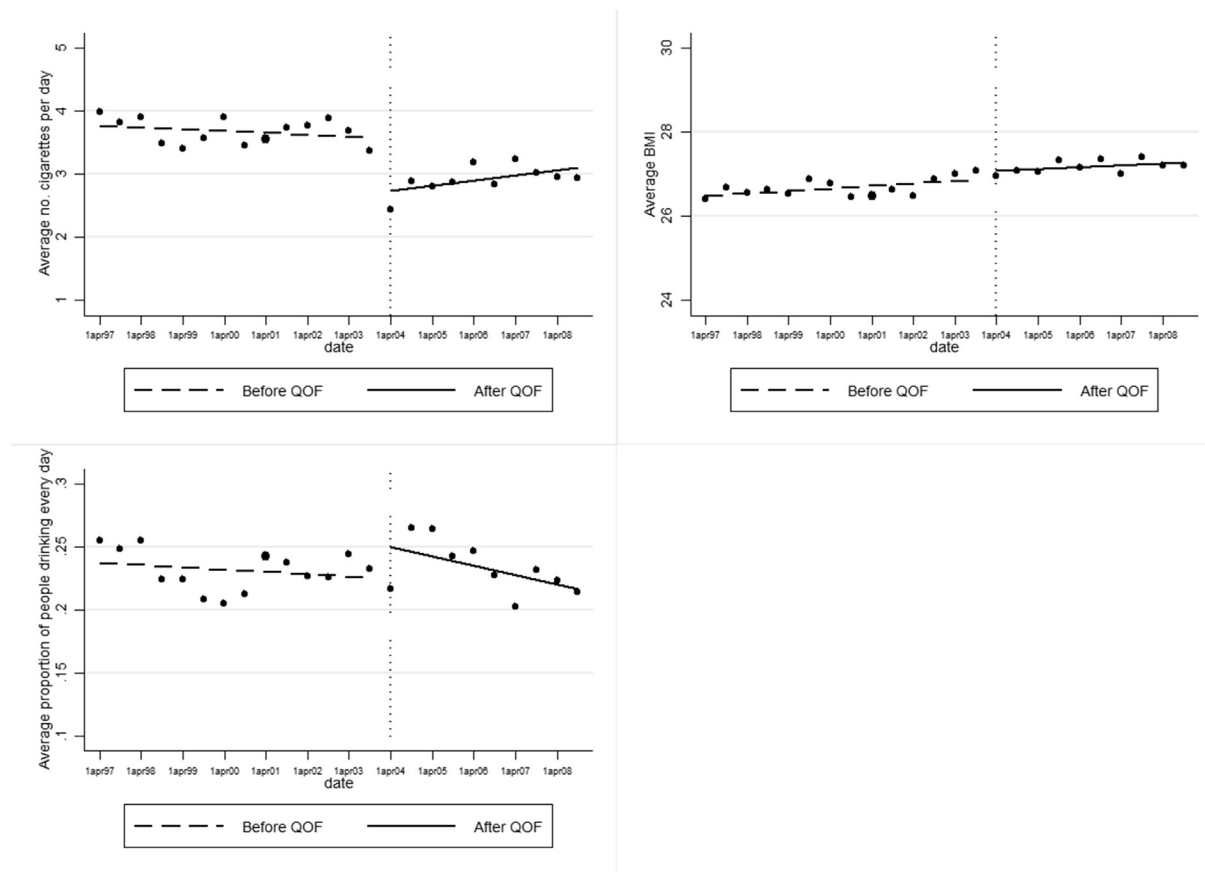 Average no. cigarettes per day
5
4
3
2
1
1apr97 1apr98 1apr99 1apr00 1apr01 1apr02 1apr03 1apr04 1apr05 1apr06 1apr07 1apr08
date
Before QOF After QOF
Average BMI
30
28
26
24
1apr97 1apr98 1apr99 1apr00 1apr01 1apr02 1apr03 1apr04 1apr05 1apr06 1apr07 1apr08
date
Before QOF After QOF
Average proportion of people drinking every day
.3
.25
.2
.15
.1
1apr97 1apr98 1apr99 1apr00 1apr01 1apr02 1apr03 1apr04 1apr05 1apr06 1apr07 1apr08
date
Before QOF After QOF